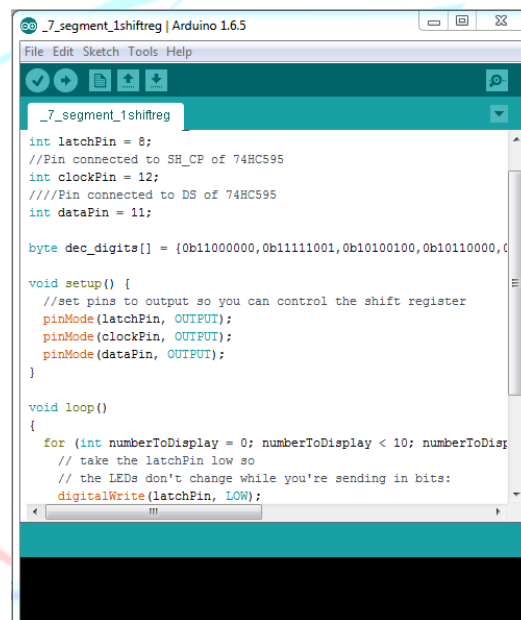 _7_segment_1shiftreg | Arduino 1.6.5
File Edit Sketch Tools Help
_7_segment_1shiftreg
int latchPin = 8;
//Pin connected to SH_CP of 74HC595
int clockPin = 12;
////Pin connected to DS of 74HC595
int dataPin = 11;
byte dec_digits[] = {0b11000000,0b11111001,0b10100100,0b10110000,0
void setup() {
//set pins to output so you can control the shift register
pinMode(latchPin, OUTPUT);
pinMode(clockPin, OUTPUT);
pinMode(dataPin, OUTPUT);
}
void loop()
{
for (int numberToDisplay = 0; numberToDisplay < 10; numberToDisp
// take the latchPin low so
// the LEDs don't change while you're sending in bits:
digitalWrite(latchPin, LOW);